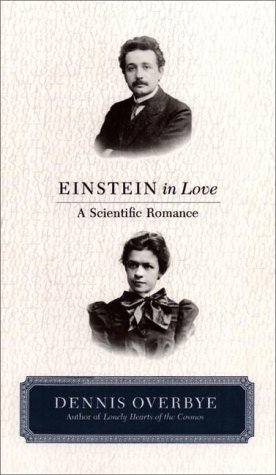 EINSTEIN in LOVE
A Scientific Romance
DENNIS OVERBYE
Author of Lonely Hearts of the Cosmos